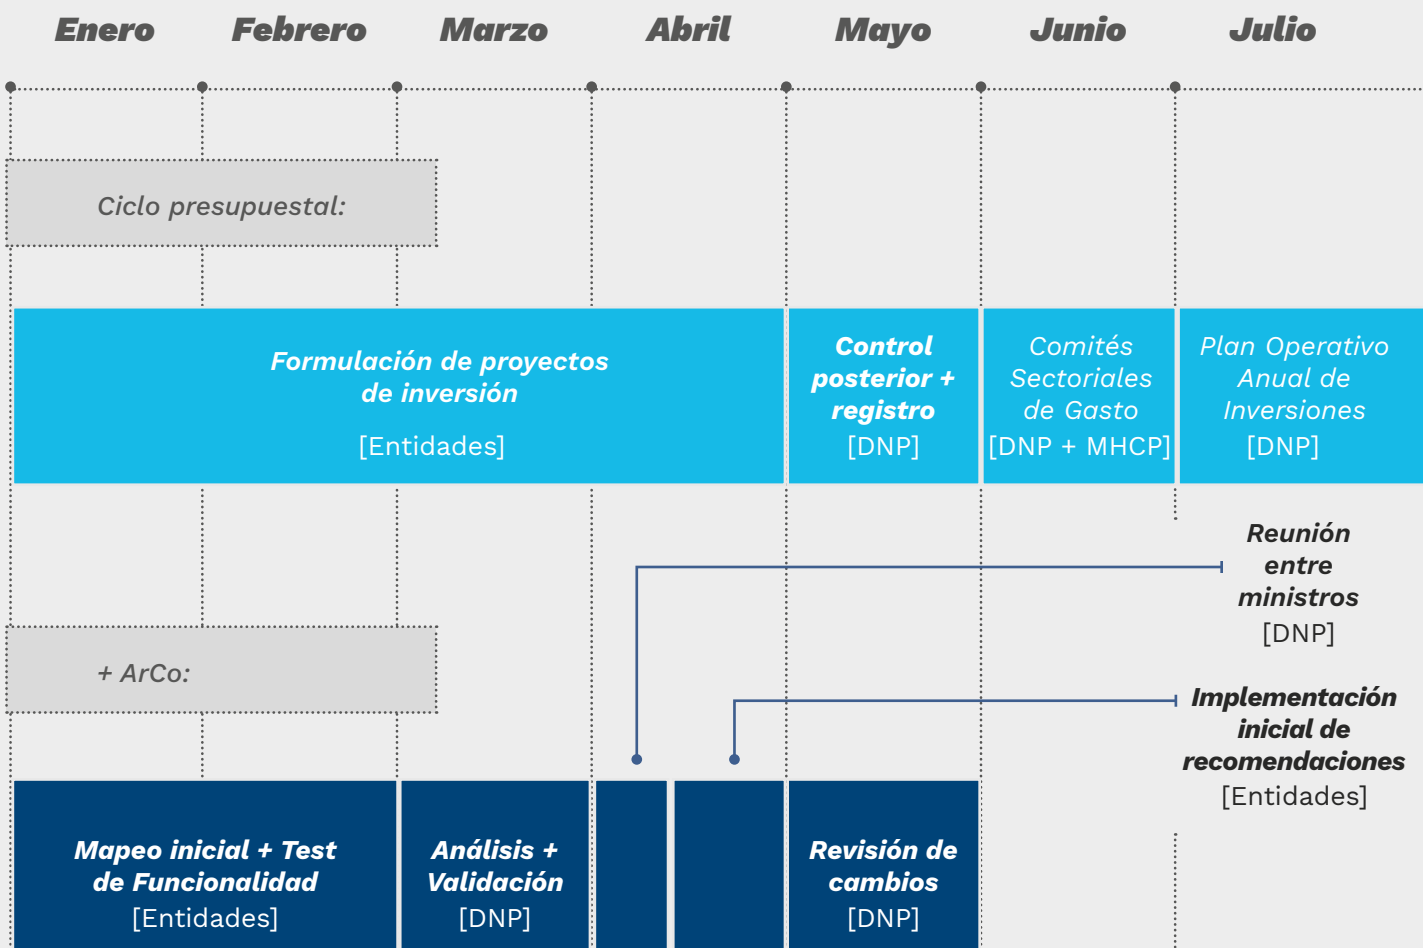 Enero Febrero Marzo Abril Mayo Junio Julio
Ciclo presupuestal:
Formulación de proyectos
de inversión
[Entidades]
Control
posterior +
registro
[DNP]
Comités
Sectoriales
de Gasto
[DNP + MHCP]
Plan Operativo
Anual de
Inversiones
[DNP]
Reunión
entre
ministros
[DNP]
+ ArCo:
Implementación
inicial de
recomendaciones
[Entidades]
Mapeo inicial + Test
de Funcionalidad
[Entidades]
Análisis +
Validación
[DNP]
Revisión de
cambios
[DNP]